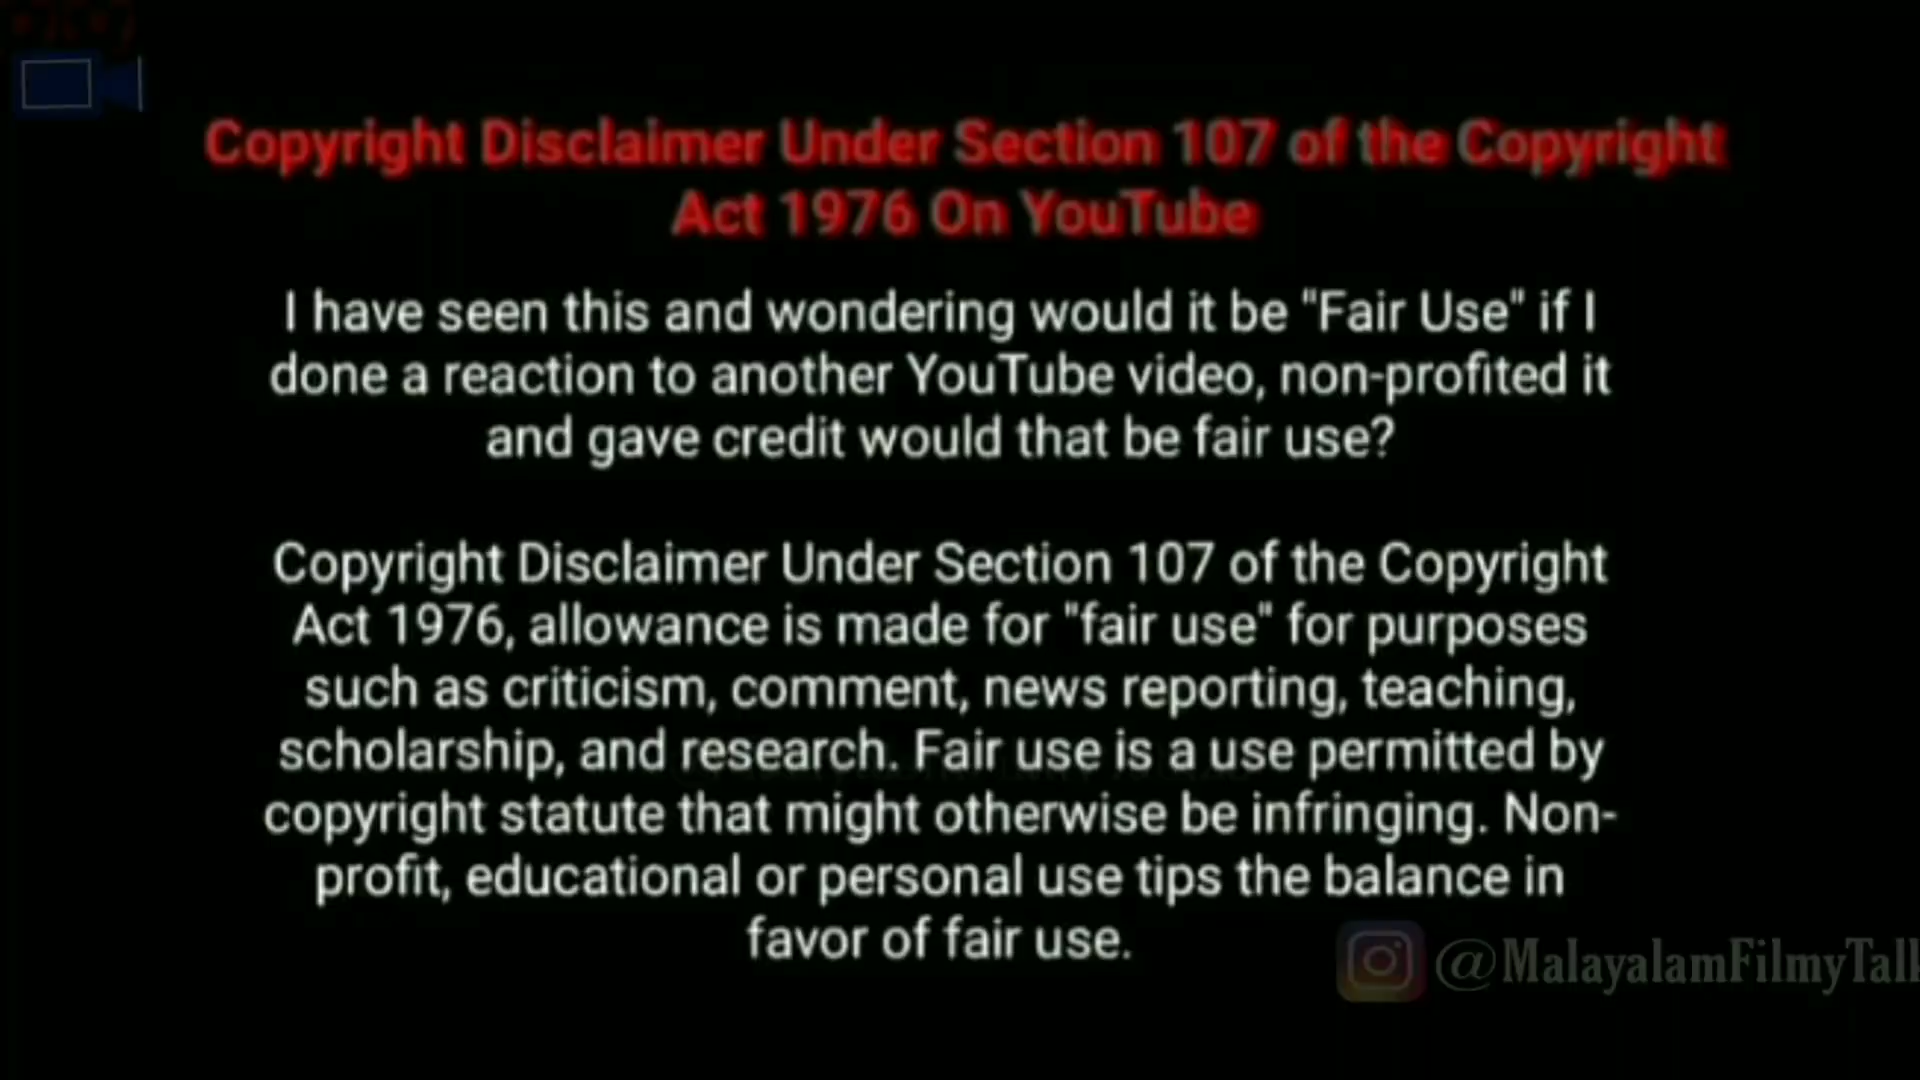 Copyright Disclaimer Under Section 107 of the Copyright
Act 1976 On YouTube
I have seen this and wondering would it be "Fair Use" if I
done a reaction to another YouTube video, non-profited it
and gave credit would that be fair use?
Copyright Disclaimer Under Section 107 of the Copyright
Act 1976, allowance is made for "fair use" for purposes
such as criticism, comment, news reporting, teaching,
scholarship, and research. Fair use is a use permitted by
copyright statute that might otherwise be infringing. Non-
profit, educational or personal use tips the balance in
favor of fair use.
@MalayalamFilmyTalk